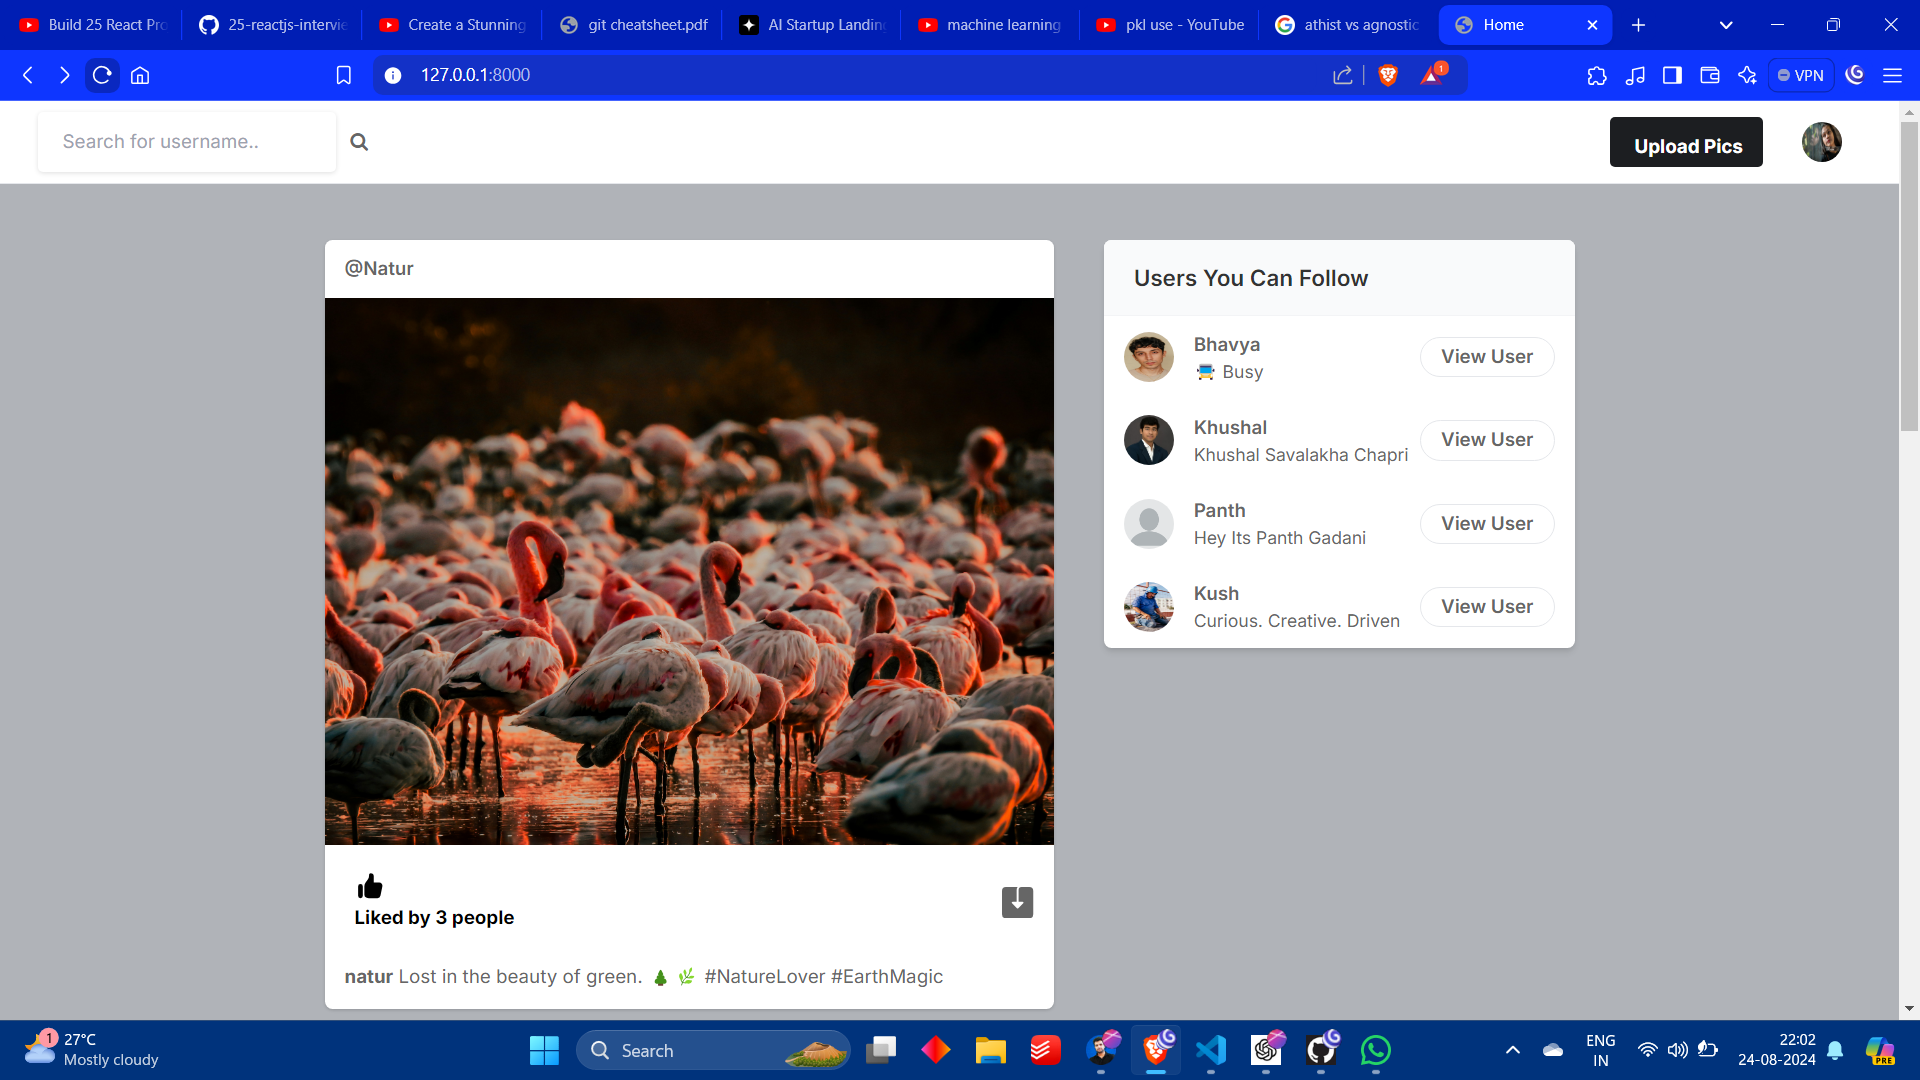 Build 25 React Pro
25-reactjs-intervie
Create a Stunning
git cheatsheet.pdf
AI Startup Landing
machine learning
pkl use - YouTube
athist vs agnostic
Home
127.0.0.1:8000
1
VPN
Search for username..
Upload Pics
@Natur
Users You Can Follow
Bhavya
Busy
View User
Khushal
Khushal Savalakha Chapri
View User
Panth
Hey Its Panth Gadani
View User
Kush
Curious. Creative. Driven
View User
Liked by 3 people
natur Lost in the beauty of green. 🌲 🌿 #NatureLover #EarthMagic
1
27°C
Mostly cloudy
Search
ENG
IN
22:02
24-08-2024
PRE